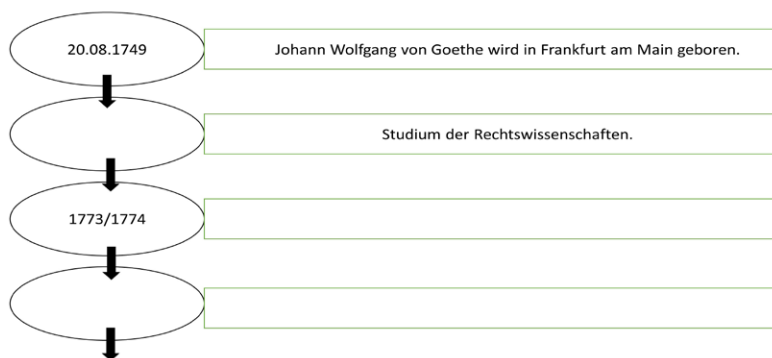 20.08.1749
Johann Wolfgang von Goethe wird in Frankfurt am Main geboren.
Studium der Rechtswissenschaften.
1773/1774